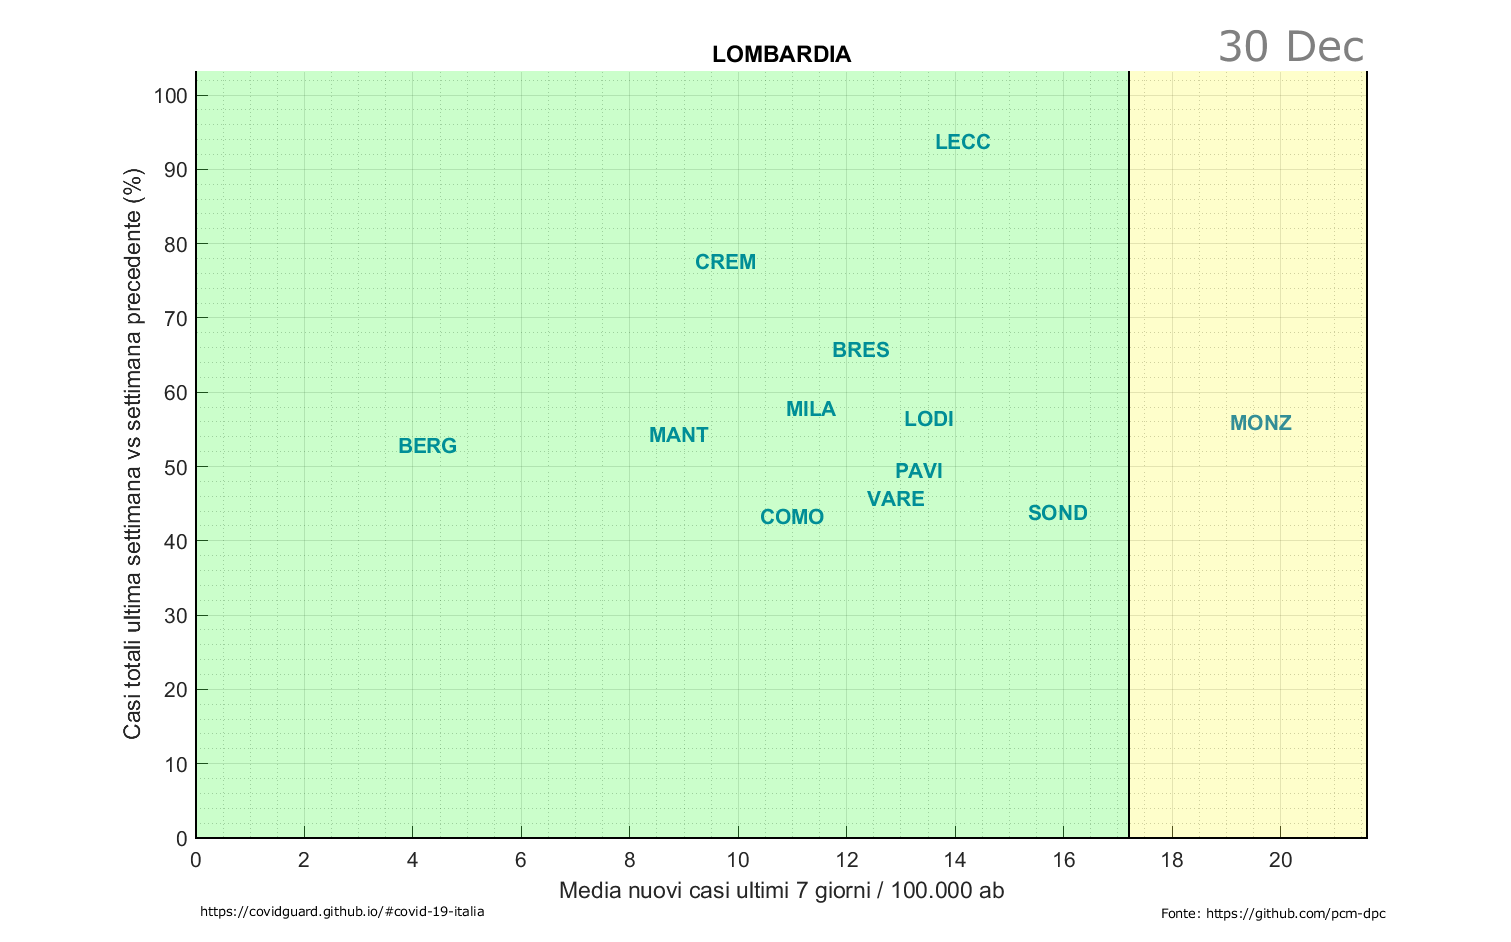 30 Dec
LOMBARDIA
Casi totali ultima settimana vs settimana precedente (%)
100
90
80
70
60
50
40
30
20
10
0
LECC
CREM
BRES
MILA
LODI
MONZ
MANT
BERG
PAVI
VARE
SOND
COMO
0 2 4 6 8 10 12 14 16 18 20
Media nuovi casi ultimi 7 giorni / 100.000 ab
https://covidguard.github.io/#covid-19-italia
Fonte: https://github.com/pcm-dpc